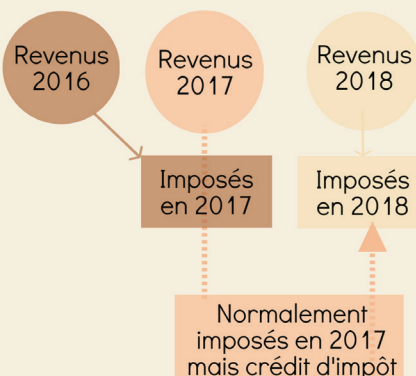 Revenus
2016
Revenus
2017
Revenus
2018
Imposés
en 2017
Imposés
en 2018
Normalement
imposés en 2017
mais crédit d'impôt